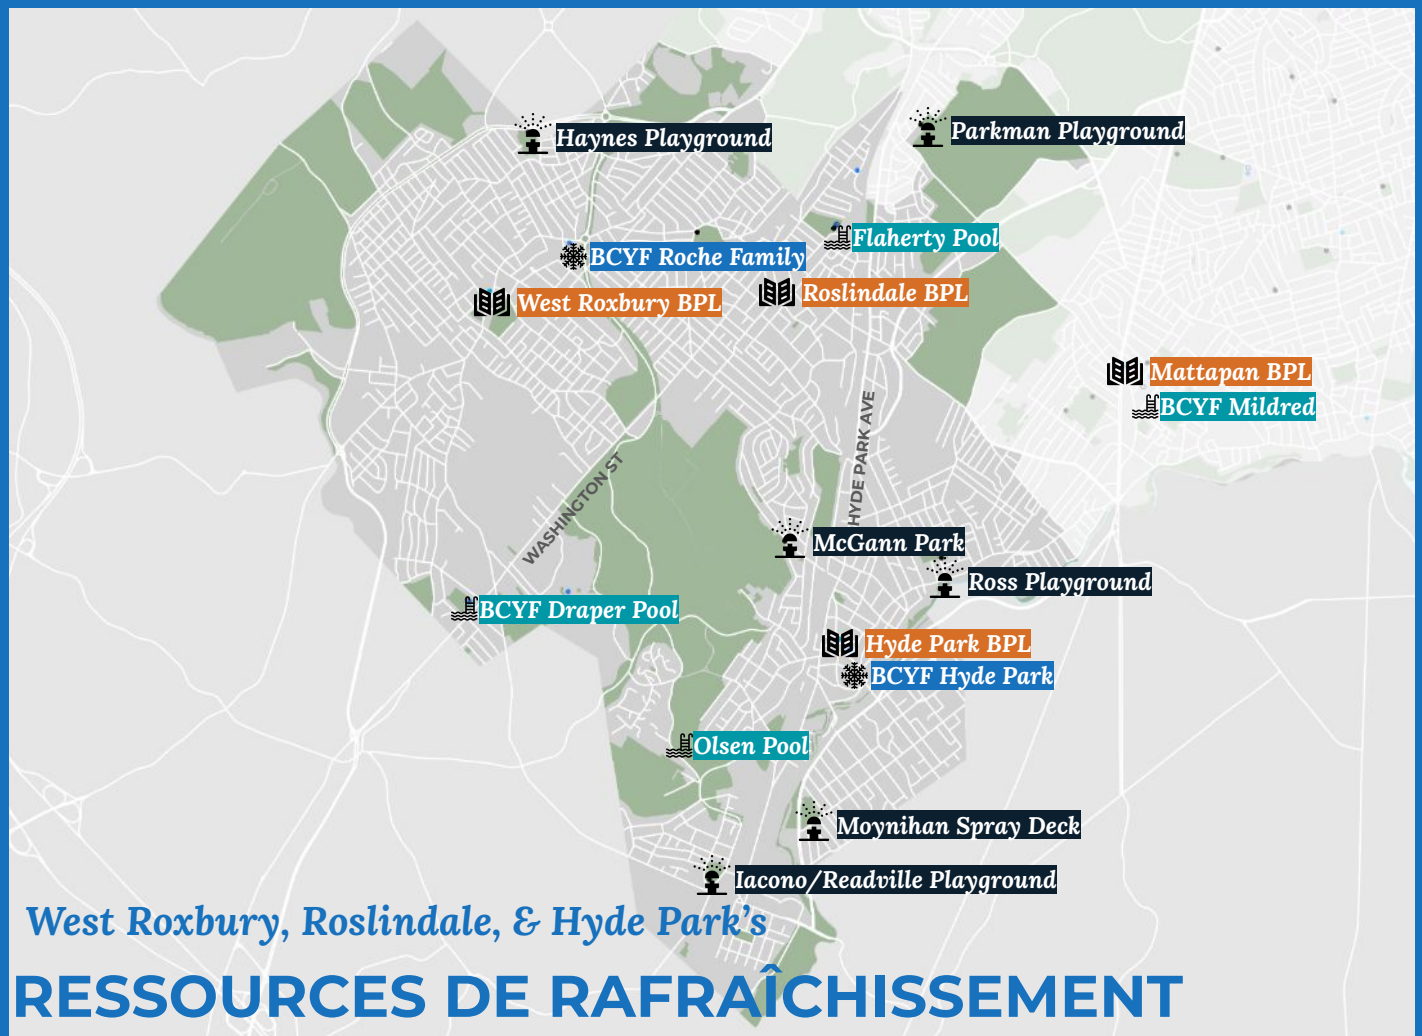 Haynes Playground
Parkman Playground
Flaherty Pool
BCYF Roche Family
West Roxbury BPL
Roslindale BPL
Mattapan BPL
BCYF Mildred
HYDE PARK AVE
WASHINGTON ST
McGann Park
Ross Playground
BCYF Draper Pool
Hyde Park BPL
BCYF Hyde Park
Olsen Pool
Moynihan Spray Deck
Iacono/Readville Playground
West Roxbury, Roslindale, & Hyde Park's
RESSOURCES DE RAFRAÎCHISSEMENT